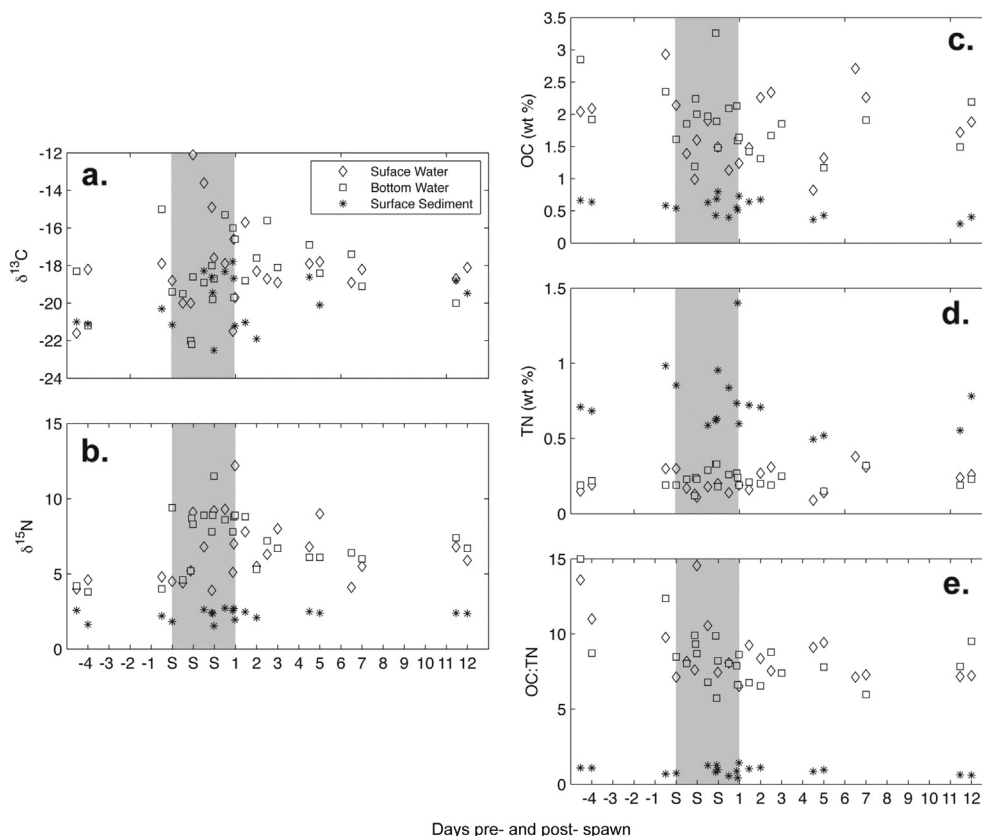 a.
-12
-14
-16
-18
-20
-22
-24
δ13C
Suface Water
Bottom Water
Surface Sediment
b.
15
10
5
0
δ15N
-4 -3 -2 -1 S S S 1 2 3 4 5 6 7 8 9 10 11 12
c.
3.5
3
2.5
2
1.5
1
0.5
0
OC (wt %)
d.
1.5
1
0.5
0
TN (wt %)
e.
15
10
5
0
OC:TN
-4 -3 -2 -1 S S S 1 2 3 4 5 6 7 8 9 10 11 12
Days pre- and post- spawn